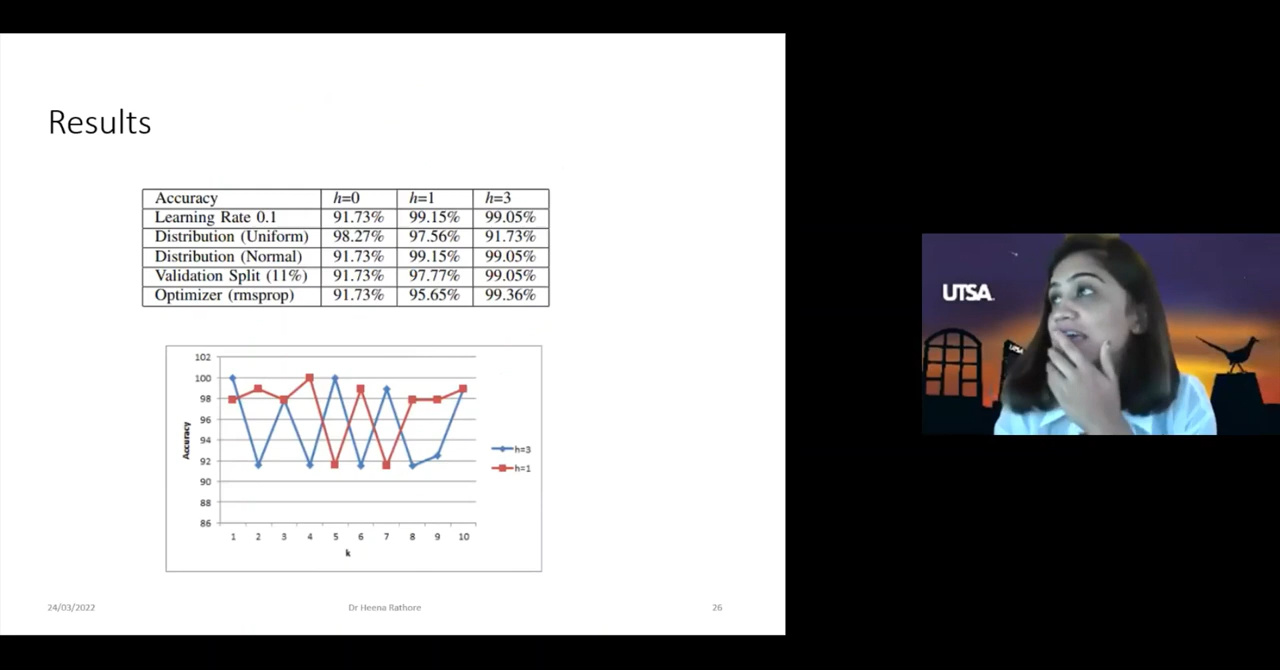 Results
Accuracy h=0 h=1 h=3
Learning Rate 0.1 91.73% 99.15% 99.05%
Distribution (Uniform) 98.27% 97.56% 91.73%
Distribution (Normal) 91.73% 99.15% 99.05%
Validation Split (11%) 91.73% 97.77% 99.05%
Optimizer (rmsprop) 91.73% 95.65% 99.36%
102
100
98
96
94
92
90
88
86
Accuracy
1 2 3 4 5 6 7 8 9 10
k
h=3
h=1
24/03/2022 Dr Heena Rathore 26
UTSA
UTSA